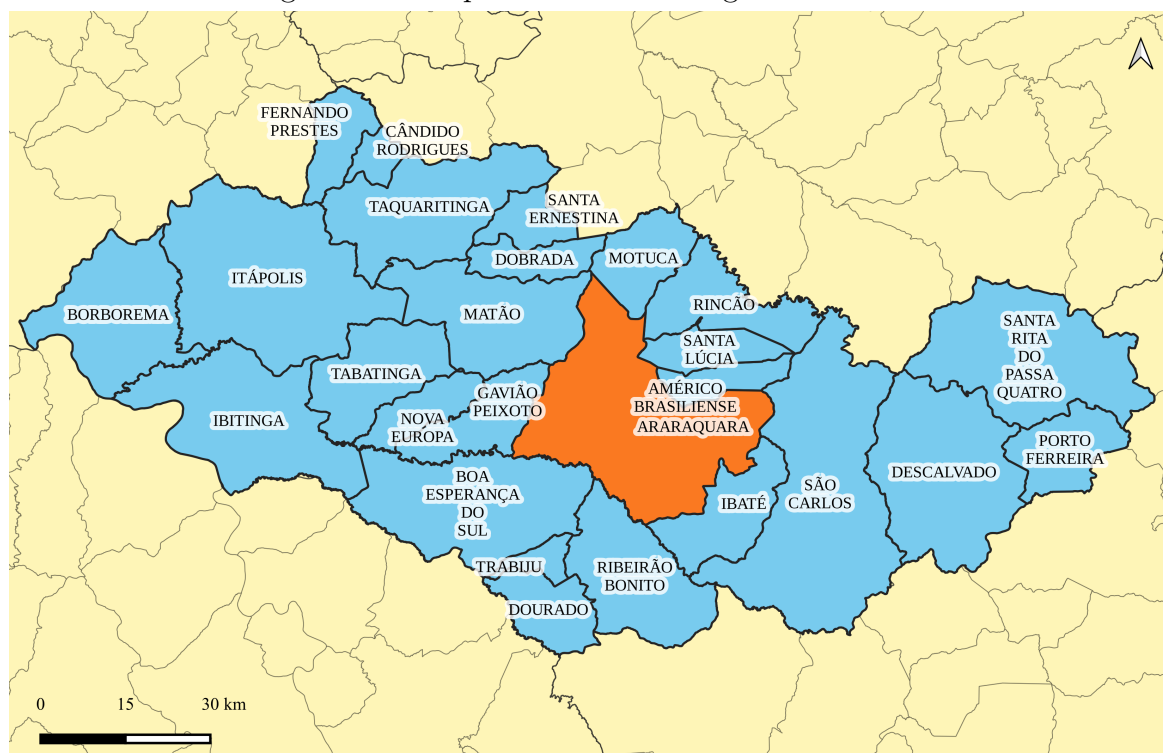 FERNANDO
PRESTES
CÂNDIDO
RODRIGUES
TAQUARITINGA
SANTA
ERNESTINA
DOBRADA
MOTUCA
ITÁPOLIS
BORBOREMA
MATÃO
RINCÃO
SANTA
LÚCIA
SANTA
RITA
DO
PASSA
QUATRO
TABATINGA
GAVIÃO
PEIXOTO
AMÉRICO
BRASILIENSE
ARARAQUARA
IBITINGA
NOVA
EUROPA
PORTO
FERREIRA
DESCALVADO
BOA
ESPERANÇA
DO
SUL
IBATÉ
SÃO
CARLOS
TRABIJU
RIBEIRÃO
BONITO
DOURADO
0 15 30 km